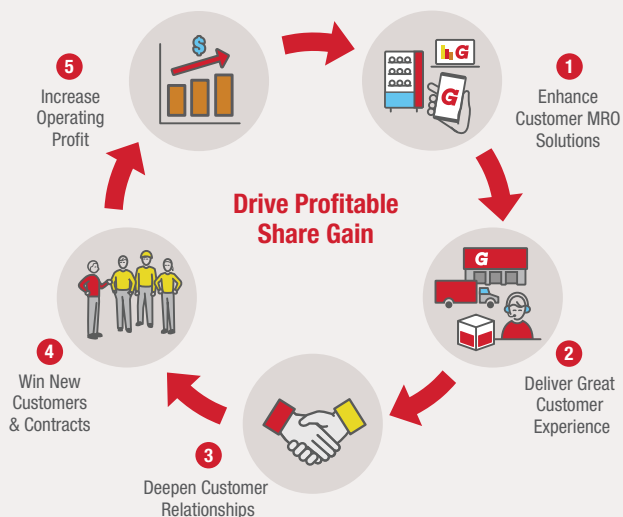 Drive Profitable
Share Gain
1
Enhance
Customer MRO
Solutions
G
G
2
Deliver Great
Customer
Experience
G
3
Deepen Customer
Relationships
4
Win New
Customers
& Contracts
5
Increase
Operating
Profit
$